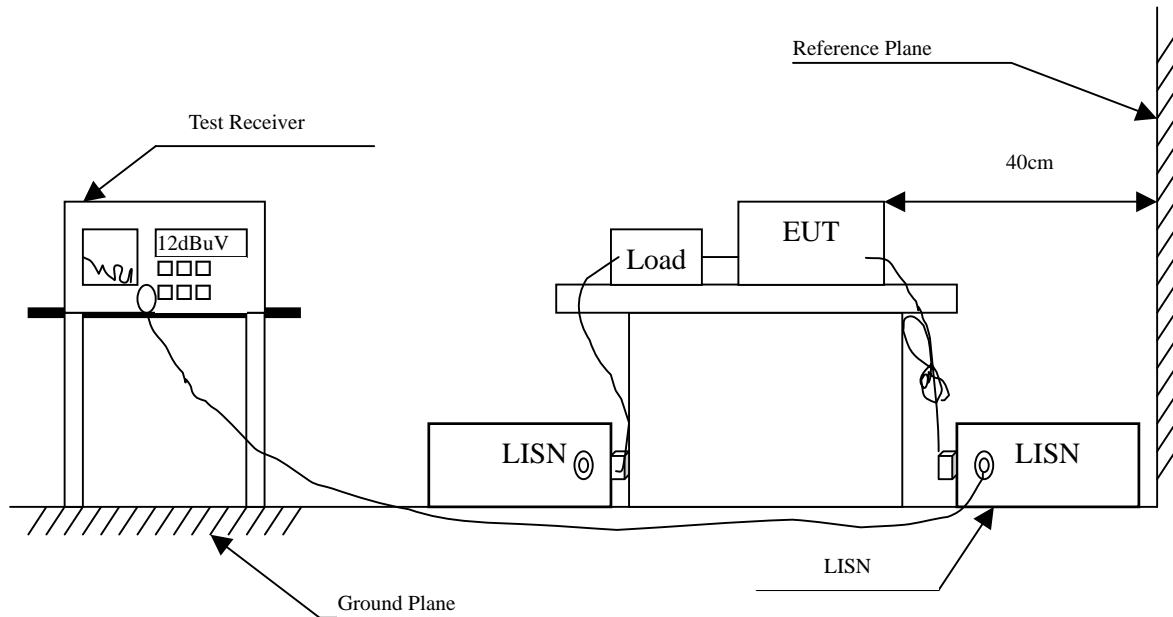 Reference Plane
Test Receiver
40cm
12dBuV
EUT
Load
LISN
LISN
LISN
Ground Plane